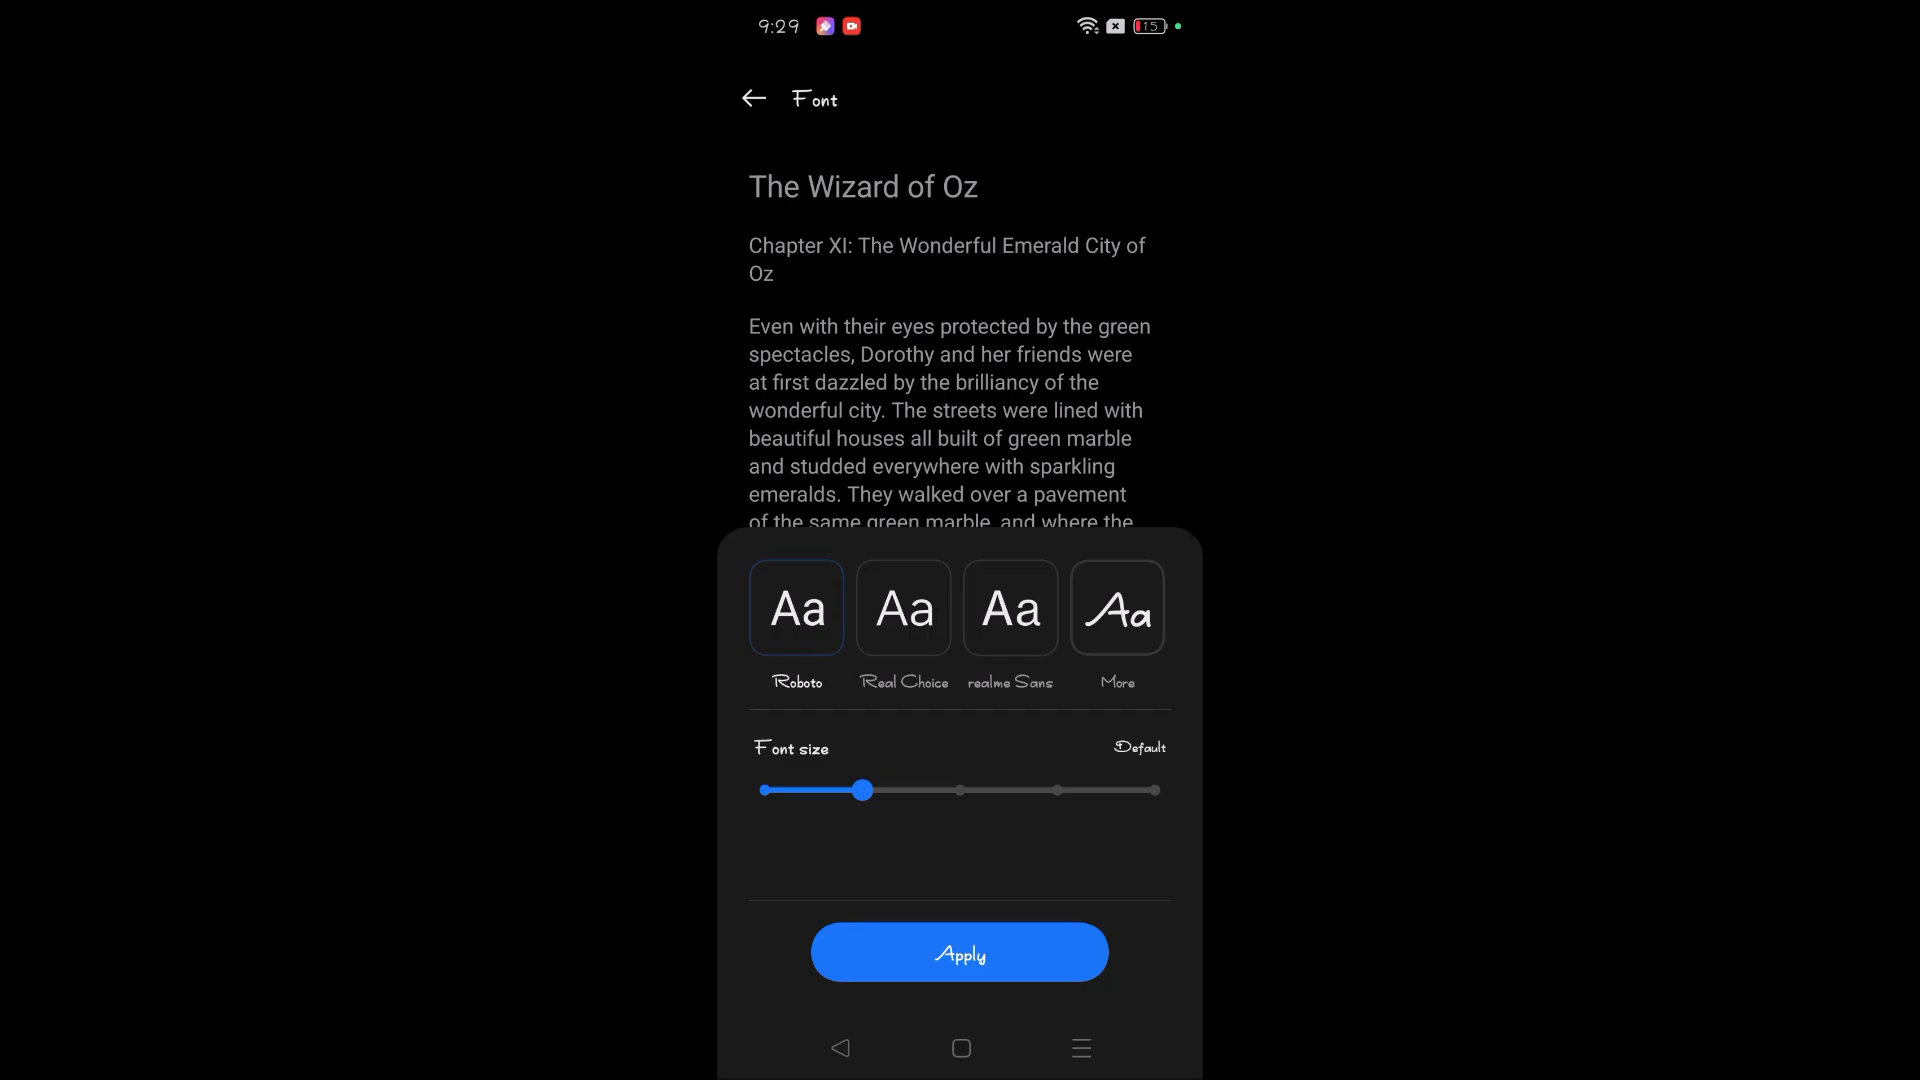 9:29
15
Font
The Wizard of Oz
Chapter XI: The Wonderful Emerald City of
Oz
Even with their eyes protected by the green
spectacles, Dorothy and her friends were
at first dazzled by the brilliancy of the
wonderful city. The streets were lined with
beautiful houses all built of green marble
and studded everywhere with sparkling
emeralds. They walked over a pavement
of the same green marble, and where the
Aa Aa Aa Aa
Roboto Real Choice realme Sans More
Font size Default
Apply